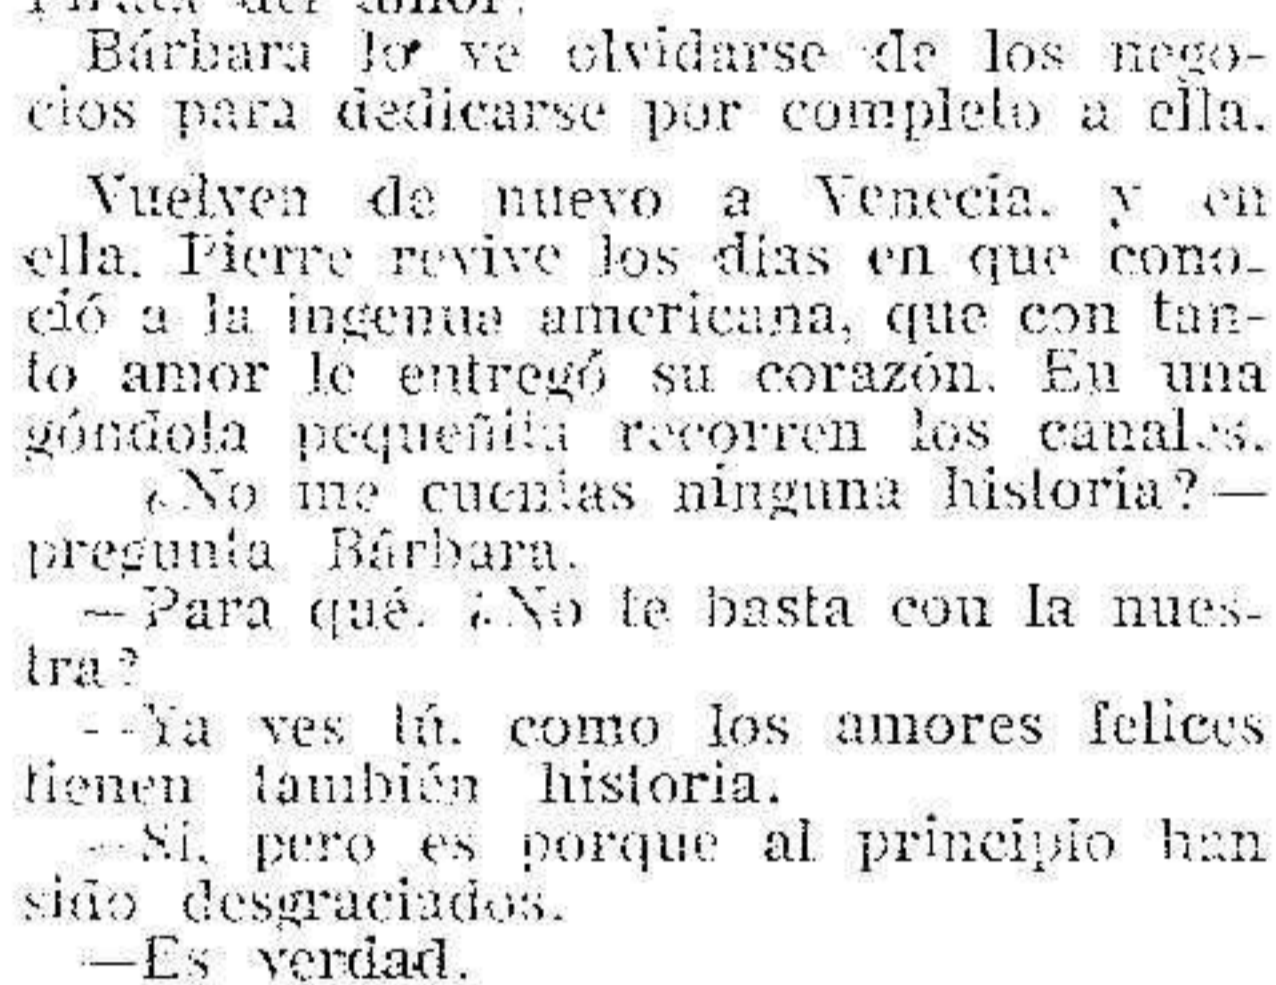 Pirata del amor.
Bárbara lo ve olvidarse de los nego-
cios para dedicarse por completo a ella.
Vuelven de nuevo a Venecia, y en
ella, Pierre revive los días en que cono-
ció a la ingenua americana, que con tan-
to amor le entregó su corazón. En una
góndola pequeñita recorren los canales.
¿No me cuentas ninguna historia?—
pregunta Bárbara.
—Para qué. ¿No te basta con la nues-
tra?
—Ya ves tú, como los amores felices
tienen también historia.
—Sí, pero es porque al principio han
sido desgraciados.
—Es verdad.